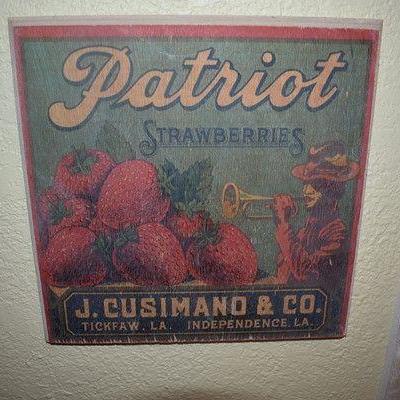 Patriot
STRAWBERRIES
J. CUSIMANO & CO.
TICKFAW, LA. INDEPENDENCE, LA.